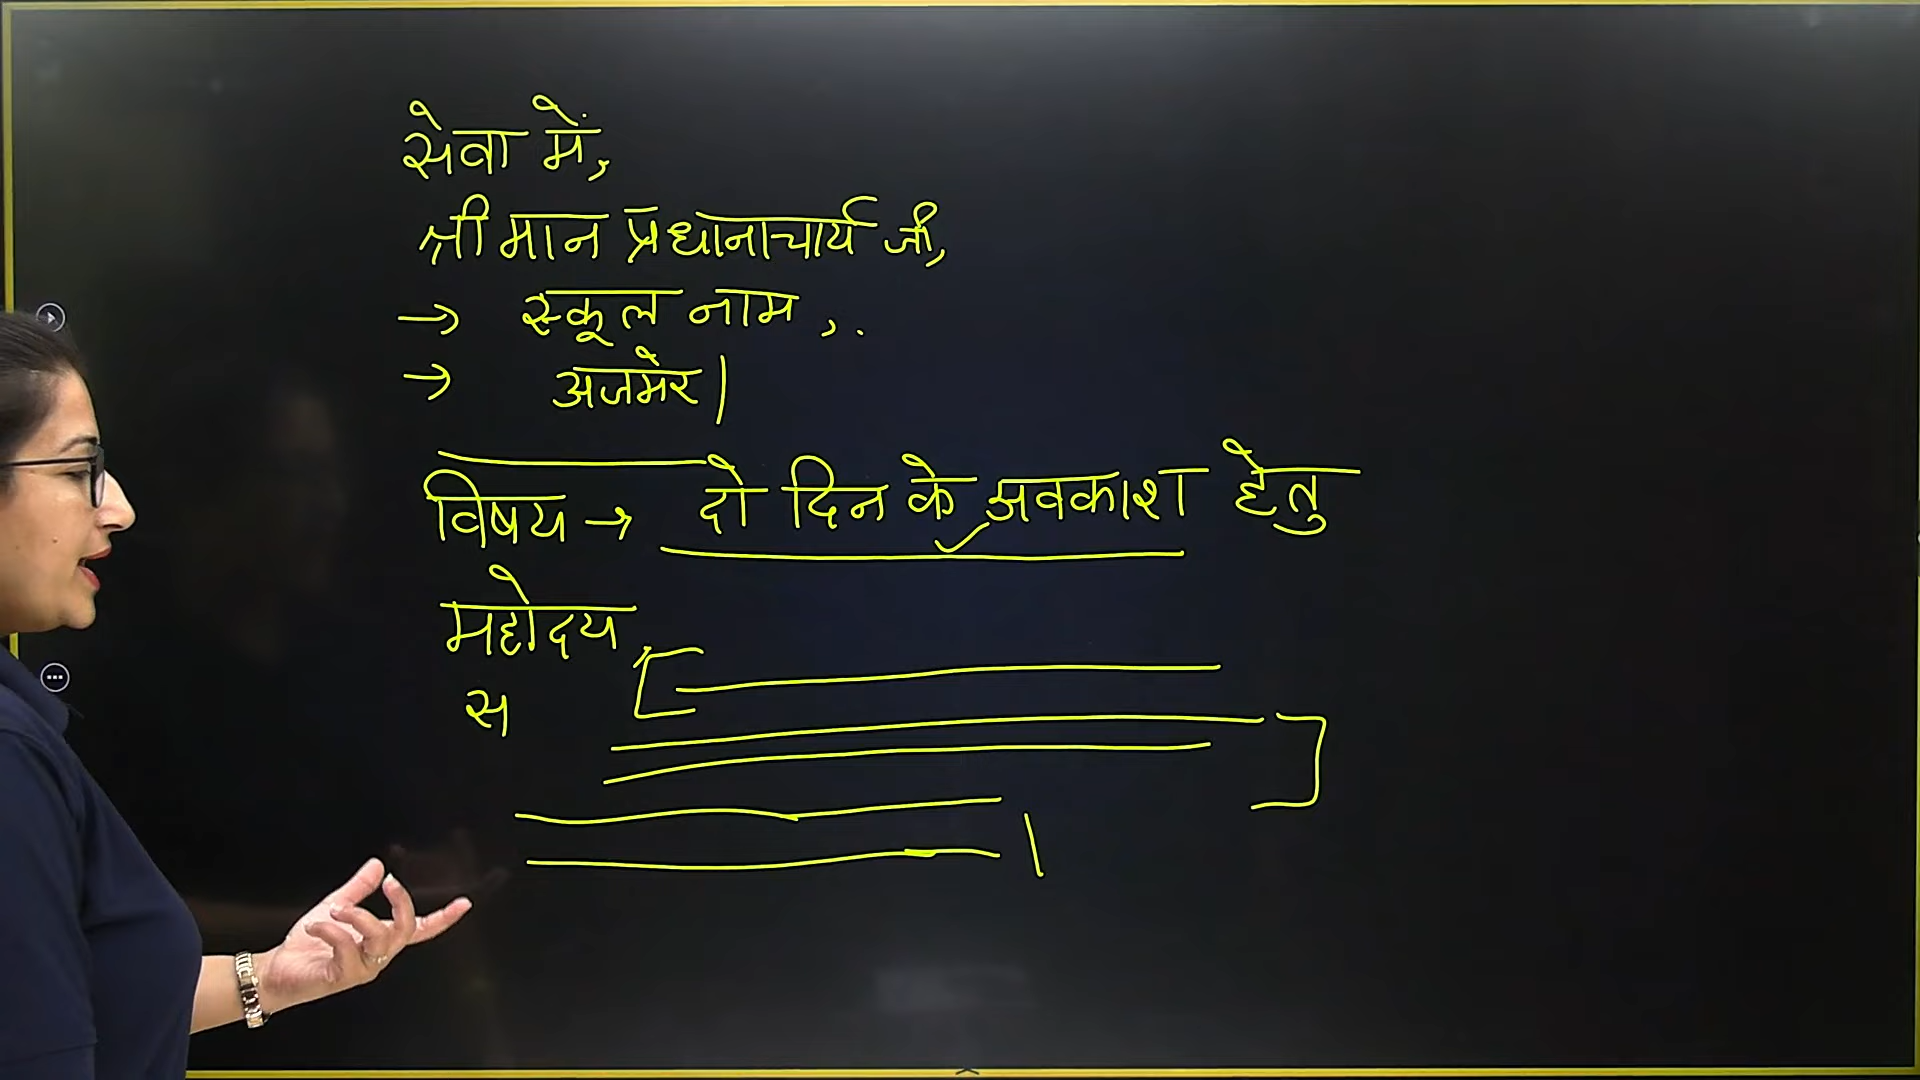 सेवा में,
श्रीमान प्रधानाचार्य जी,
→ स्कूल नाम,.
→ अजमेर।
विषय → दो दिन के अवकाश हेतु
महोदय,
स